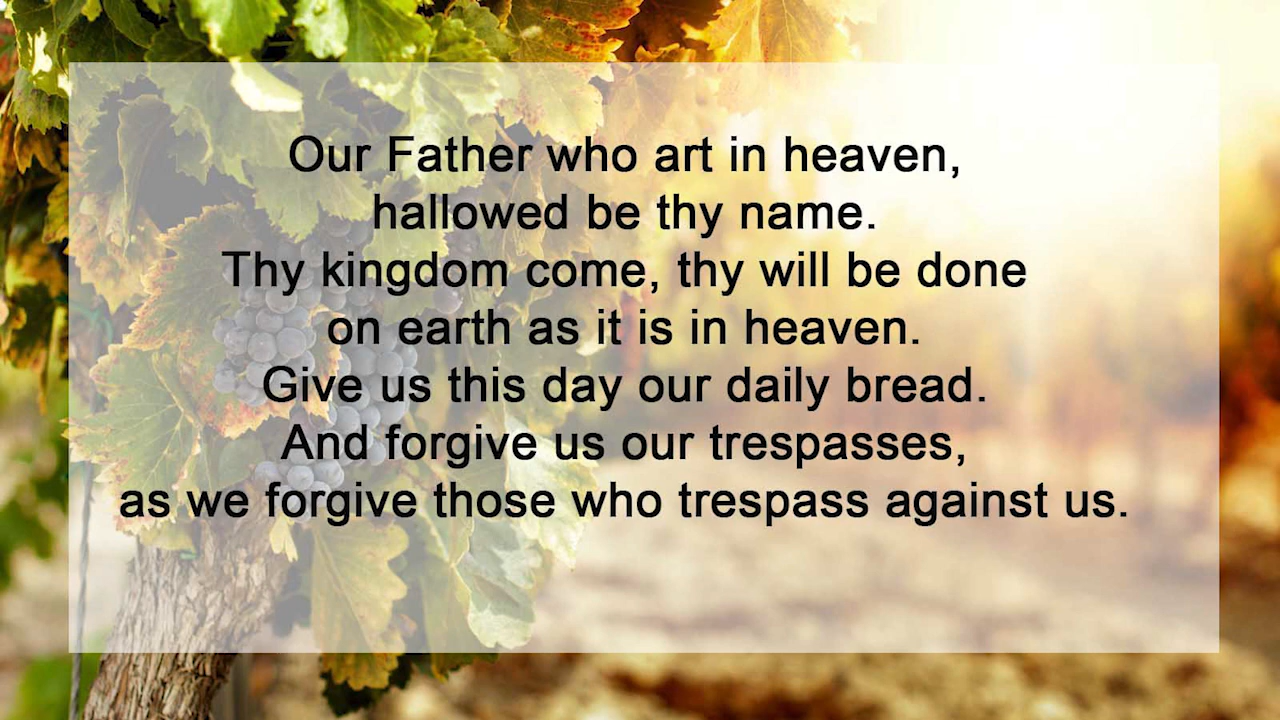 Our Father who art in heaven,
hallowed be thy name.
Thy kingdom come, thy will be done
on earth as it is in heaven.
Give us this day our daily bread.
And forgive us our trespasses,
as we forgive those who trespass against us.